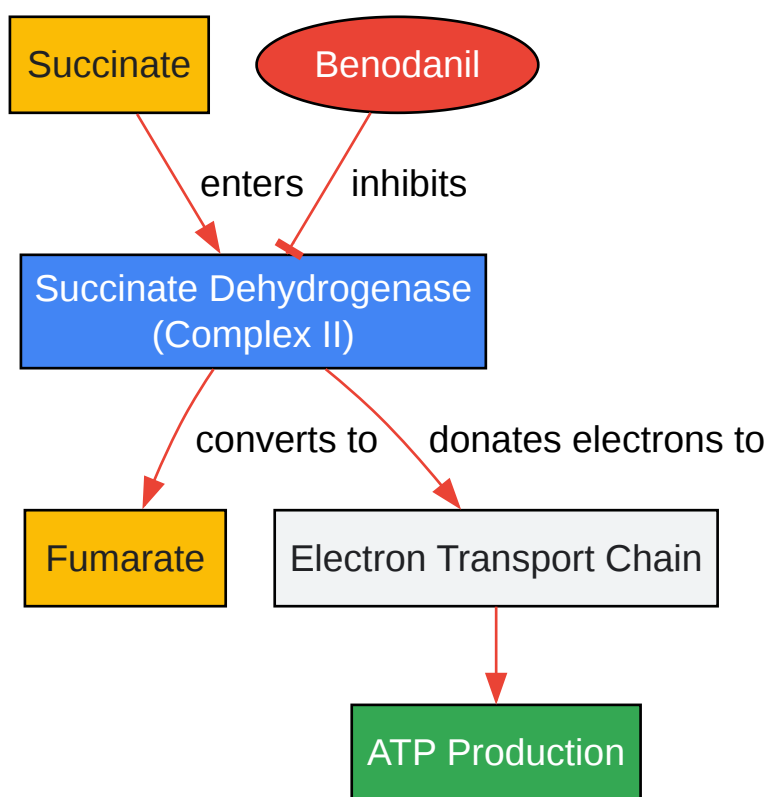 Succinate
Benodanil
enters
inhibits
Succinate Dehydrogenase
(Complex II)
converts to
donates electrons to
Fumarate
Electron Transport Chain
ATP Production